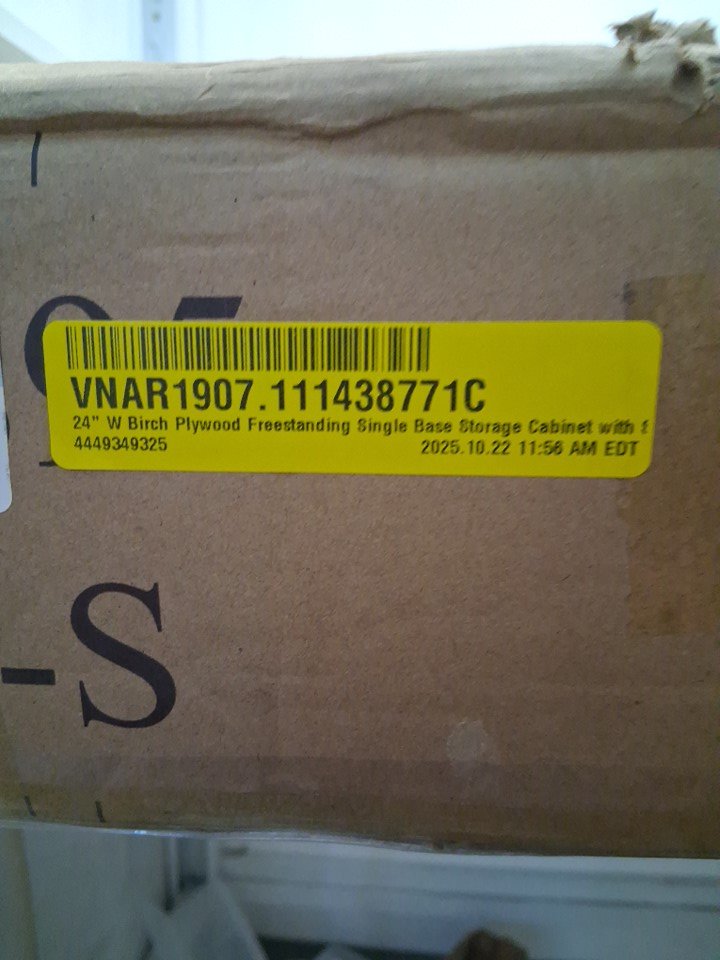 VNAR1907.111438771C
24" W Birch Plywood Freestanding Single Base Storage Cabinet with
4449349325
2025.10.22 11:56 AM EDT
-S